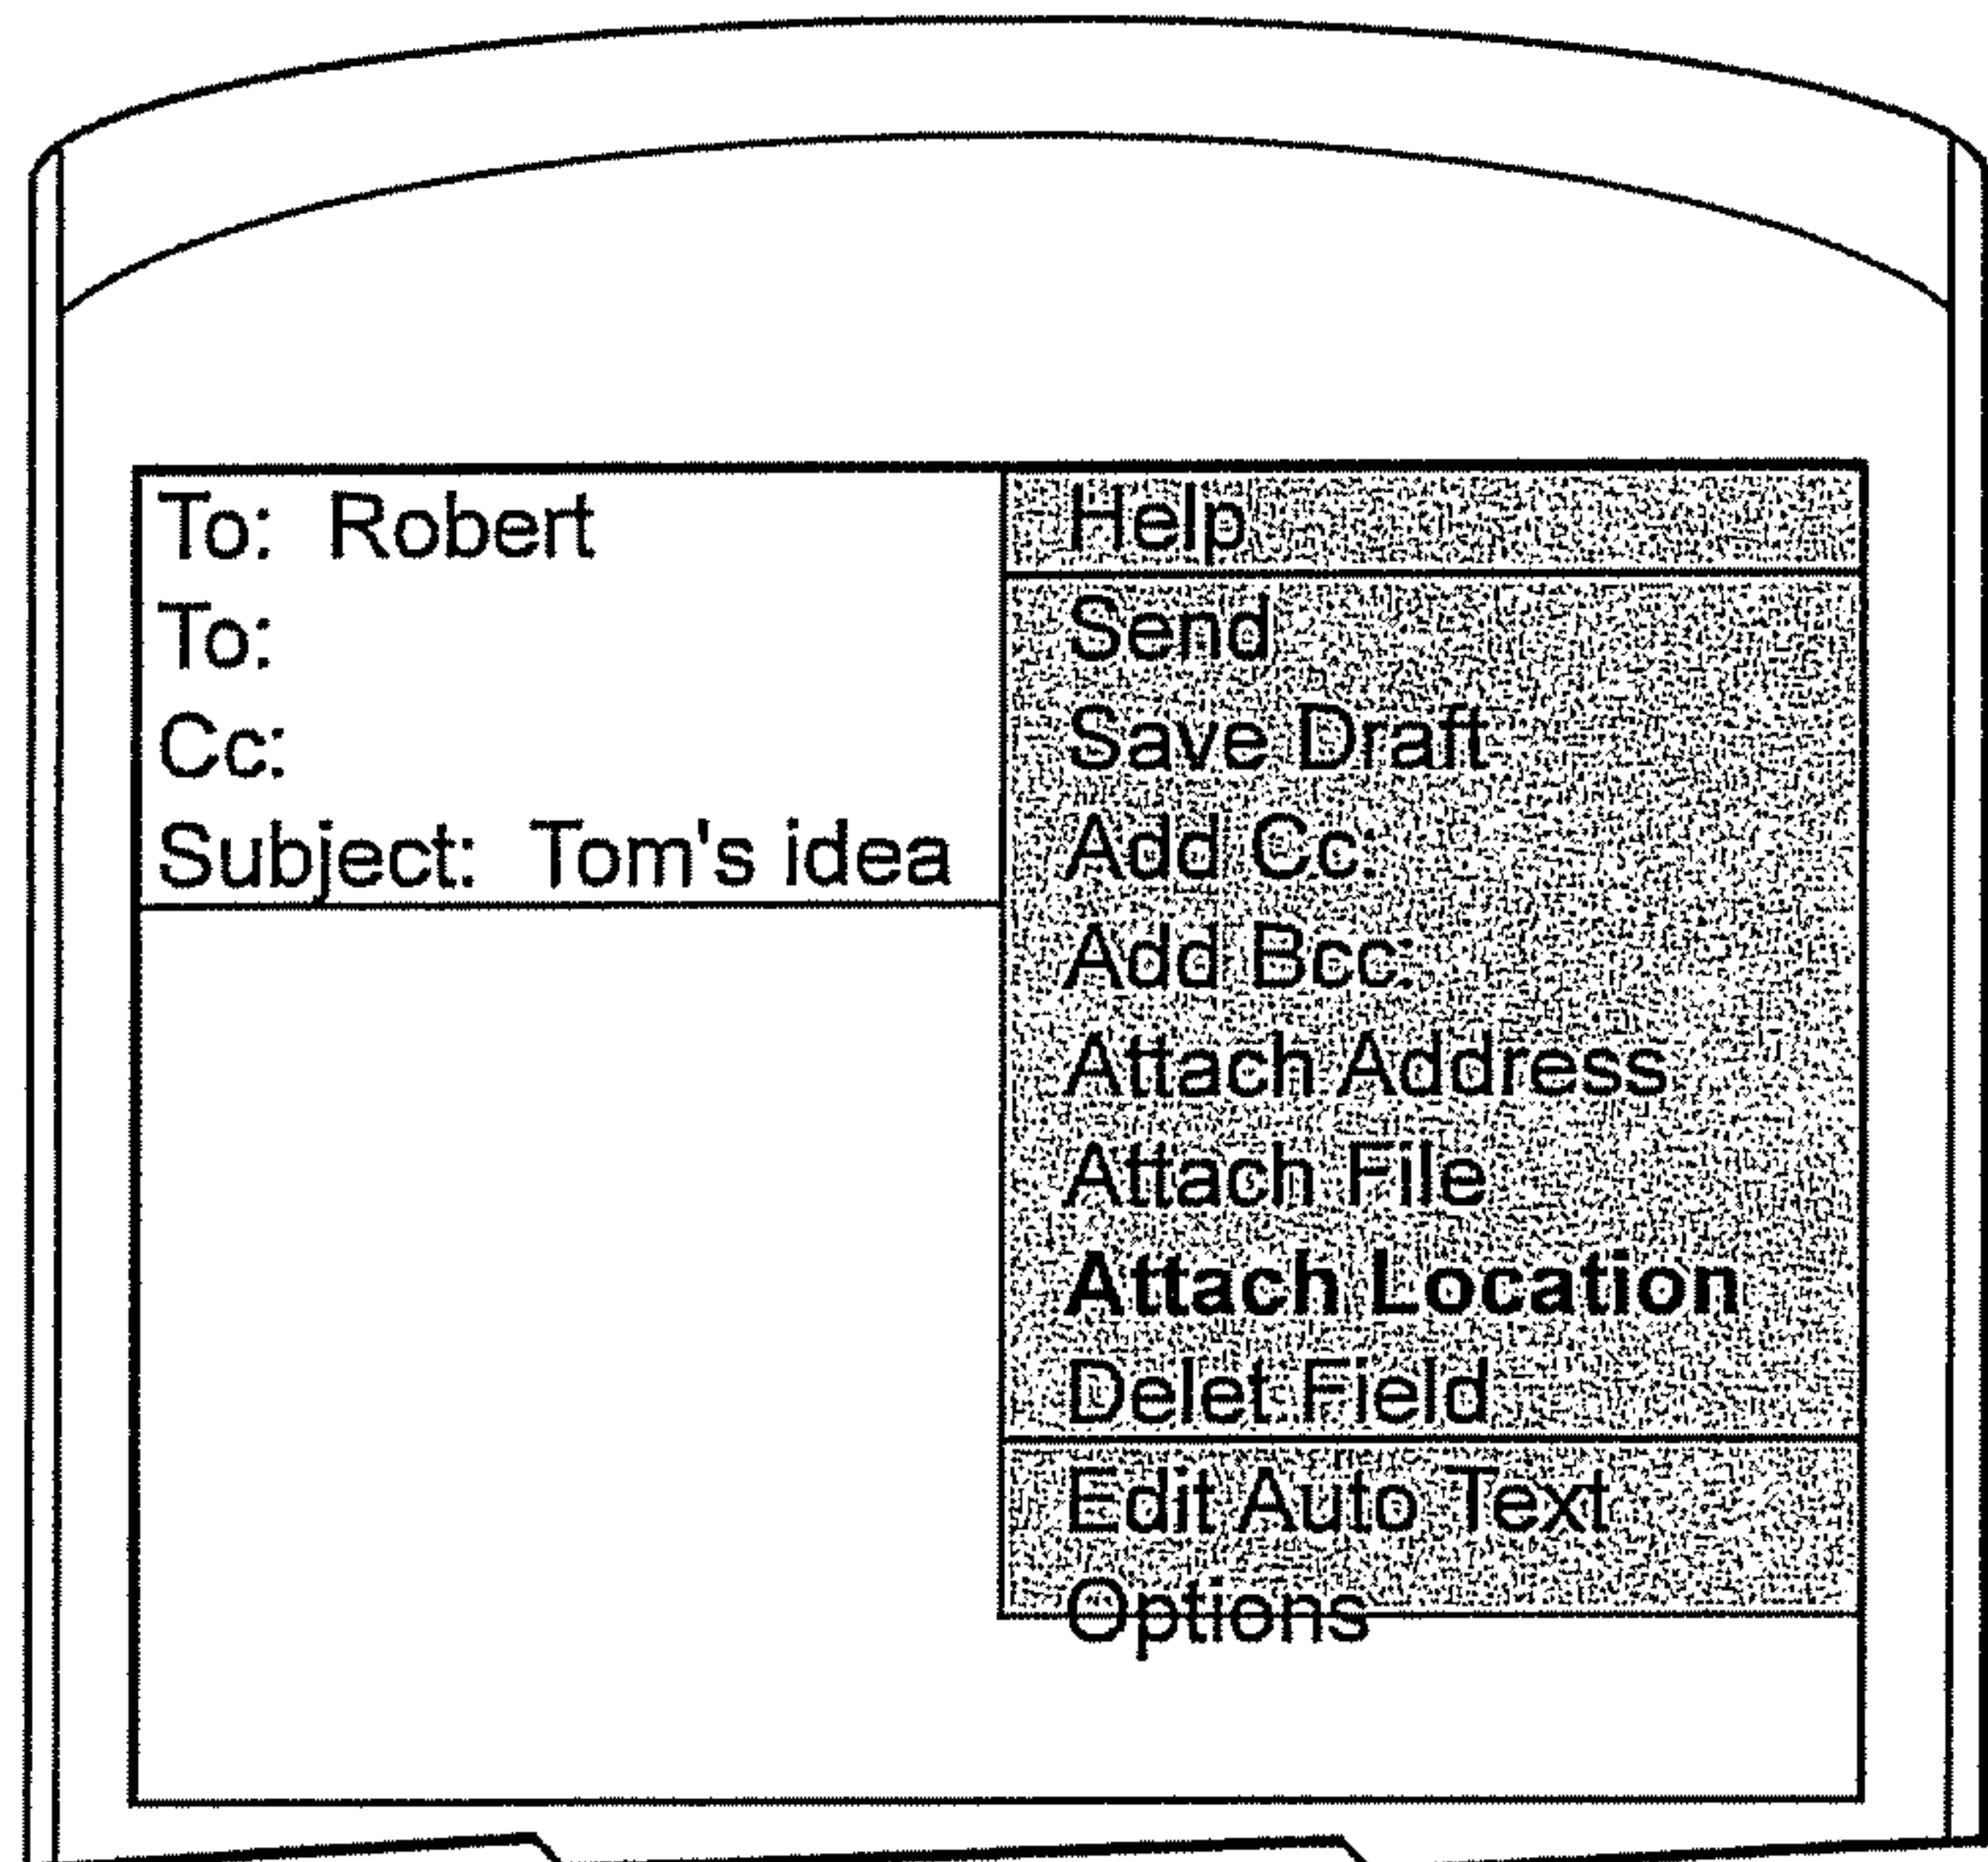 To: Robert
To:
Cc:
Subject: Tom's idea
Help
Send
Save Draft
Add Cc:
Add Bcc:
Attach Address
Attach File
Attach Location
Delet Field
Edit Auto Text
Options